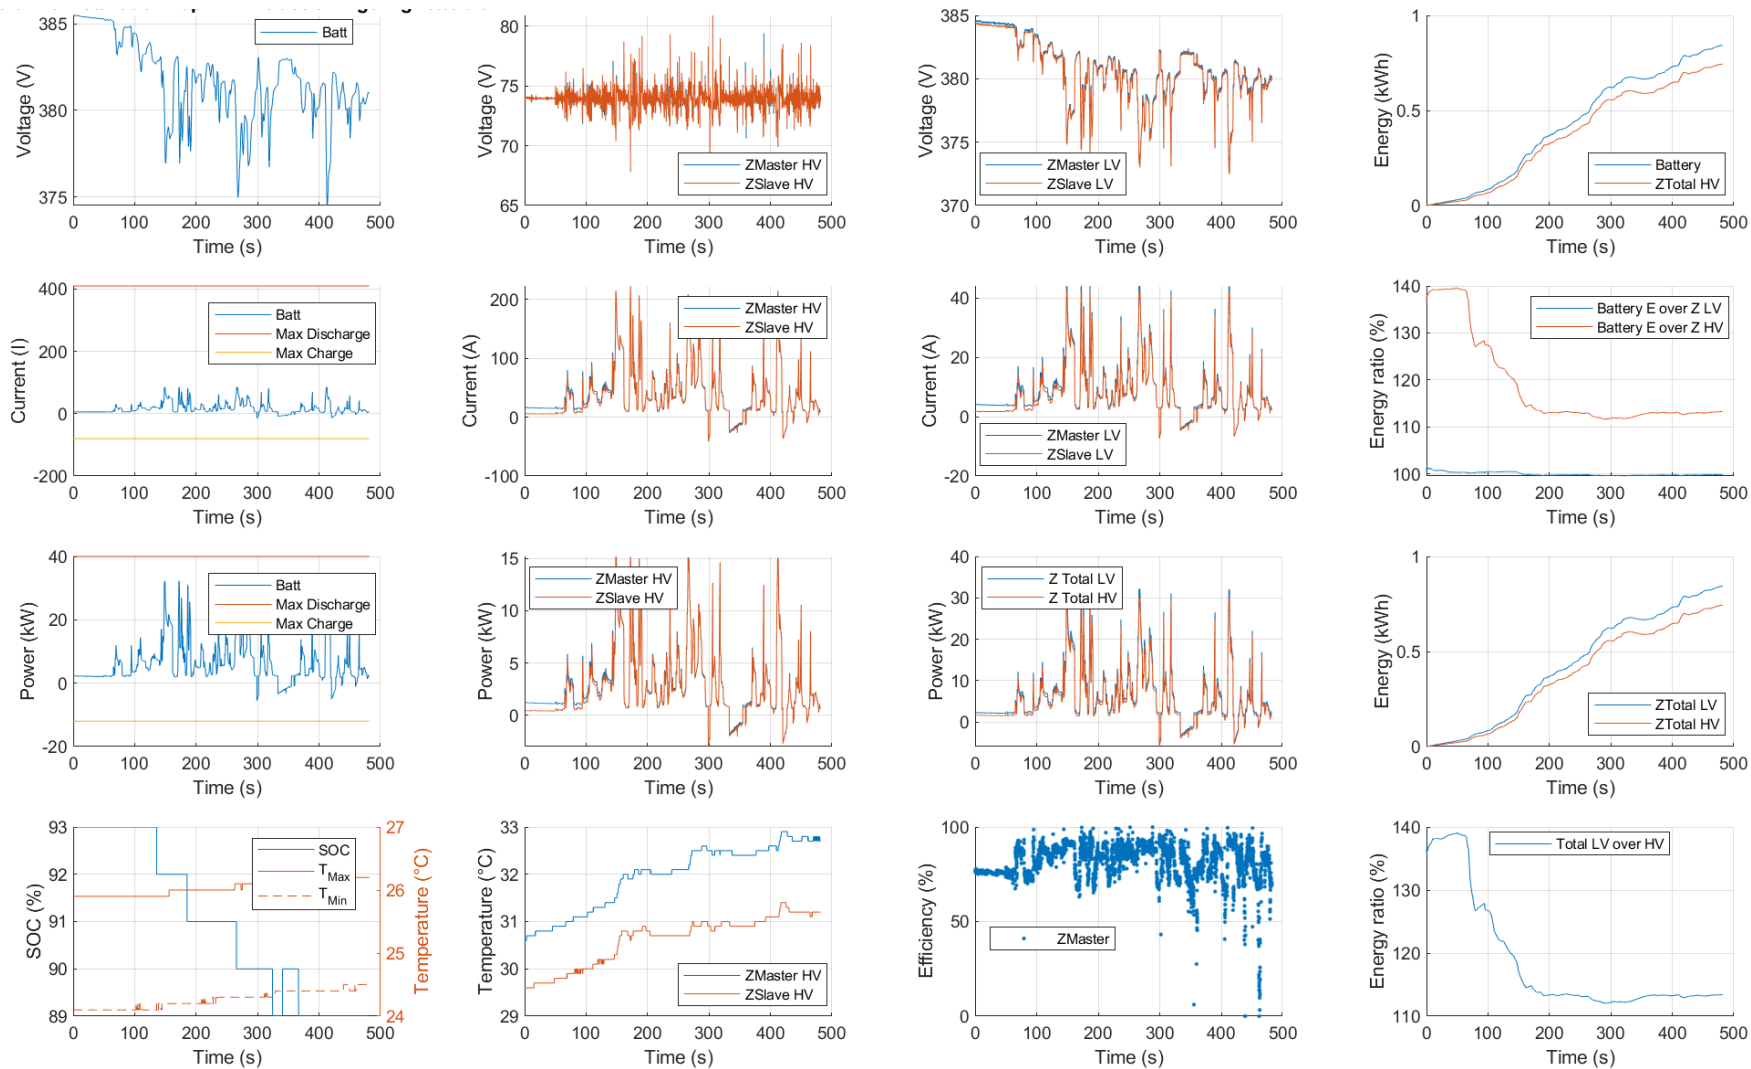 385
380
375
Voltage (V)
Batt
0 100 200 300 400 500
Time (s)
80
75
70
65
Voltage (V)
ZMaster HV
ZSlave HV
0 100 200 300 400 500
Time (s)
385
380
375
370
Voltage (V)
ZMaster LV
ZSlave LV
0 100 200 300 400 500
Time (s)
1
0.5
0
Energy (kWh)
Battery
ZTotal HV
0 100 200 300 400 500
Time (s)
400
200
0
-200
Current (I)
Batt
Max Discharge
Max Charge
0 100 200 300 400 500
Time (s)
200
100
0
-100
Current (A)
ZMaster HV
ZSlave HV
0 100 200 300 400 500
Time (s)
40
20
0
-20
Current (A)
ZMaster LV
ZSlave LV
0 100 200 300 400 500
Time (s)
140
130
120
110
100
Energy ratio (%)
Battery E over Z LV
Battery E over Z HV
0 100 200 300 400 500
Time (s)
40
20
0
-20
Power (kW)
Batt
Max Discharge
Max Charge
0 100 200 300 400 500
Time (s)
15
10
5
0
Power (kW)
ZMaster HV
ZSlave HV
0 100 200 300 400 500
Time (s)
40
30
20
10
0
Power (kW)
Z Total LV
Z Total HV
0 100 200 300 400 500
Time (s)
1
0.5
0
Energy (kWh)
ZTotal LV
ZTotal HV
0 100 200 300 400 500
Time (s)
93
92
91
90
89
SOC (%)
SOC
T Max
T Min
27
26
25
24
Temperature (°C)
0 100 200 300 400 500
Time (s)
33
32
31
30
29
Temperature (°C)
ZMaster HV
ZSlave HV
0 100 200 300 400 500
Time (s)
100
50
0
Efficiency (%)
ZMaster
0 100 200 300 400 500
Time (s)
140
130
120
110
Energy ratio (%)
Total LV over HV
0 100 200 300 400 500
Time (s)